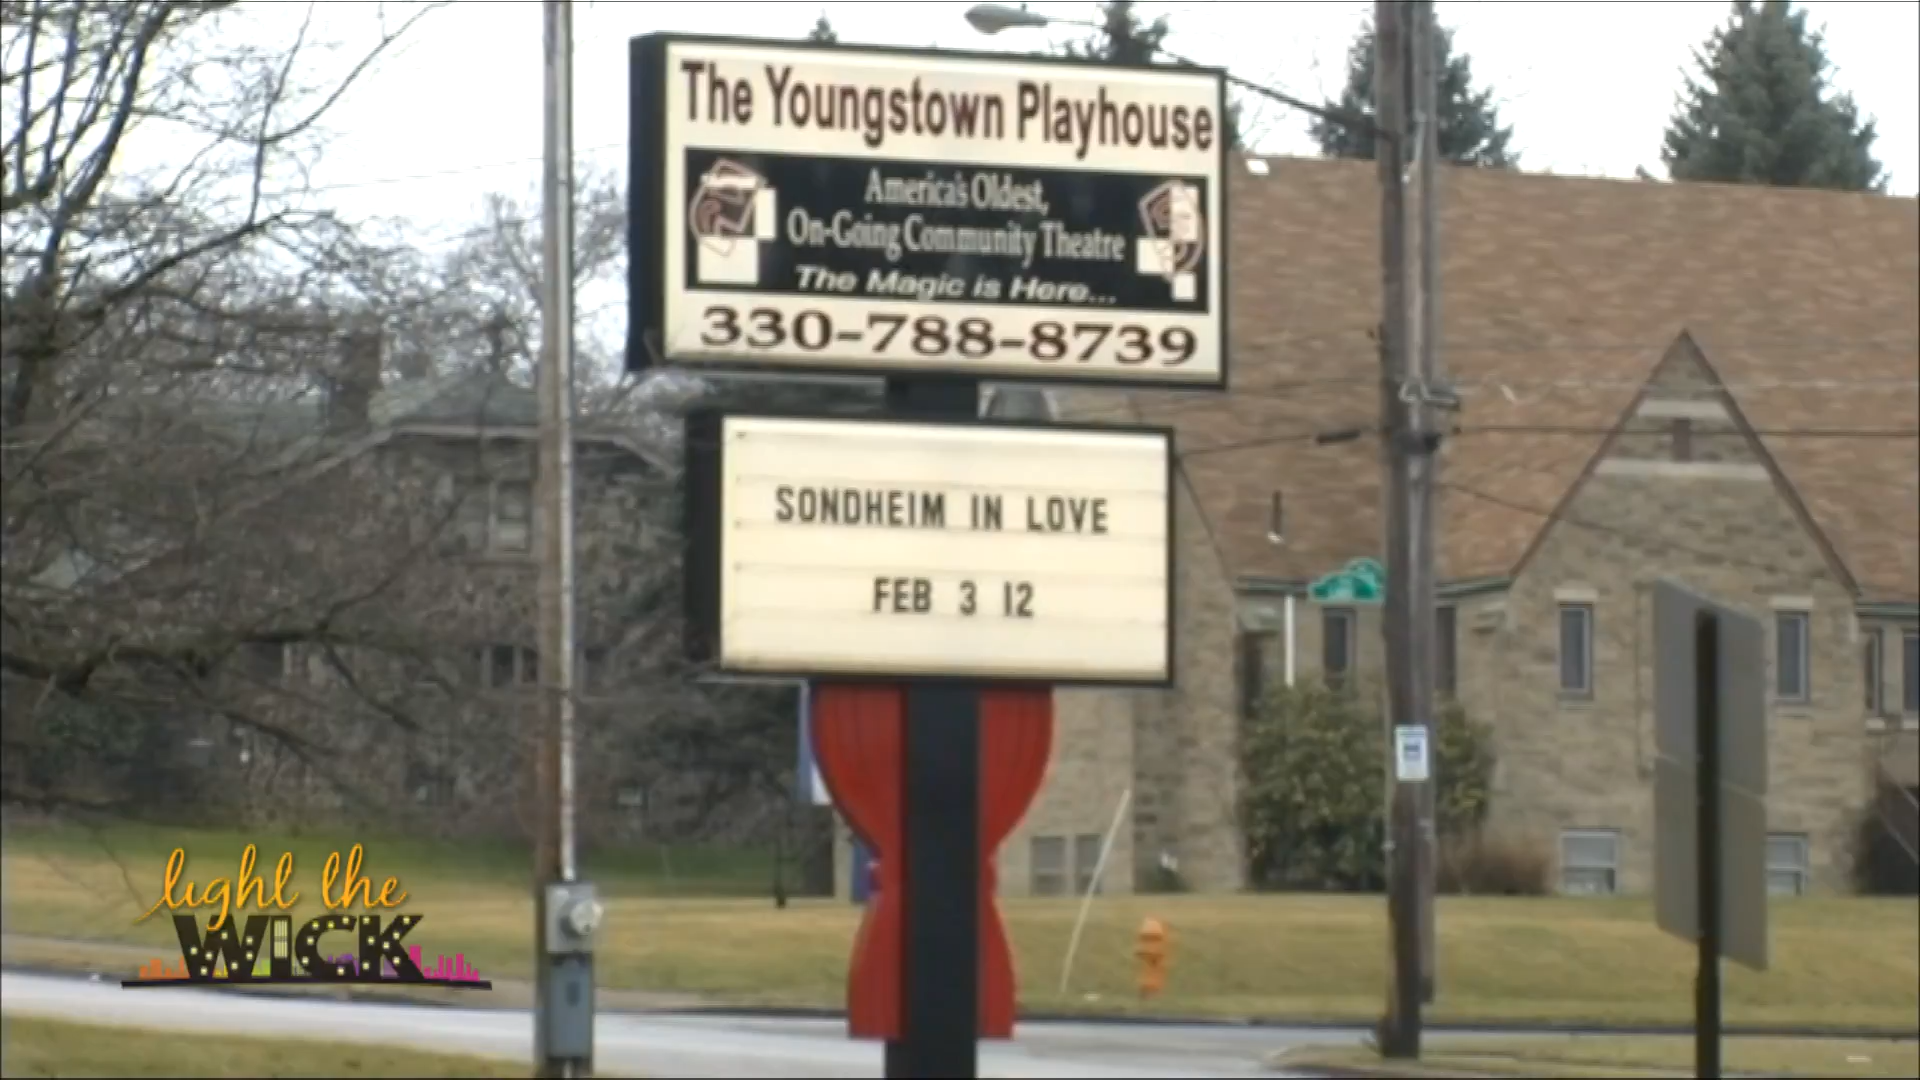 The Youngstown Playhouse
America's Oldest,
On-Going Community Theatre
The Magic is Here...
330-788-8739
SONDHEIM IN LOVE
FEB 3 12
light the
WICK